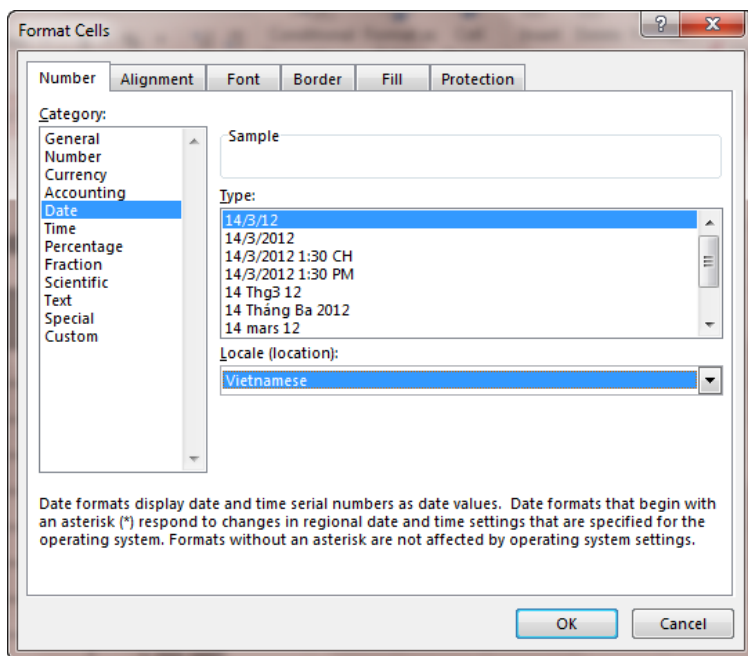 Format Cells
?
X
Number Alignment Font Border Fill Protection
Category:
General
Number
Currency
Accounting
Date
Time
Percentage
Fraction
Scientific
Text
Special
Custom
Sample
Type:
14/3/12
14/3/2012
14/3/2012 1:30 CH
14/3/2012 1:30 PM
14 Thg3 12
14 Tháng Ba 2012
14 mars 12
Locale (location):
Vietnamese
Date formats display date and time serial numbers as date values.  Date formats that begin with
an asterisk (*) respond to changes in regional date and time settings that are specified for the
operating system. Formats without an asterisk are not affected by operating system settings.
OK Cancel